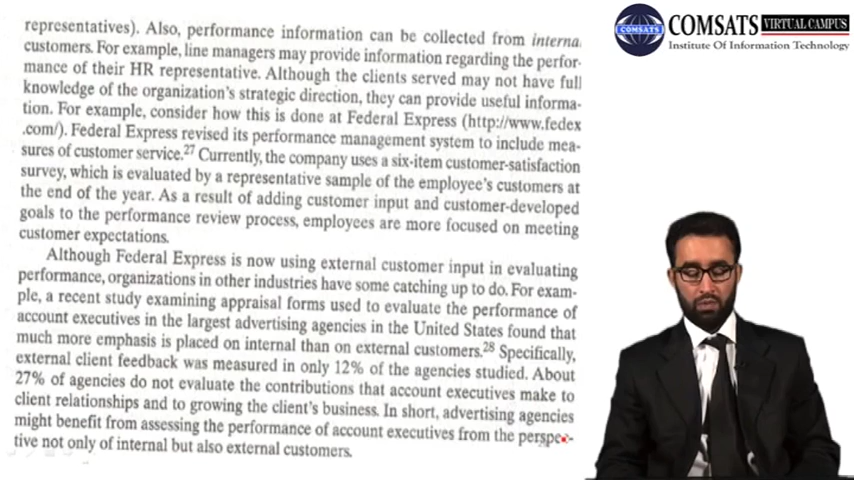 representatives). Also, performance information can be collected from interna
customers. For example, line managers may provide information regarding the perfor-
mance of their HR representative. Although the clients served may not have full
knowledge of the organization's strategic direction, they can provide useful informa-
tion. For example, consider how this is done at Federal Express (http://www.fedex
.com/). Federal Express revised its performance management system to include mea-
sures of customer service.27 Currently, the company uses a six-item customer-satisfaction
survey, which is evaluated by a representative sample of the employee's customers at
the end of the year. As a result of adding customer input and customer-developed
goals to the performance review process, employees are more focused on meeting
customer expectations.
Although Federal Express is now using external customer input in evaluating
performance, organizations in other industries have some catching up to do. For exam-
ple, a recent study examining appraisal forms used to evaluate the performance of
account executives in the largest advertising agencies in the United States found that
much more emphasis is placed on internal than on external customers.28 Specifically,
external client feedback was measured in only 12% of the agencies studied. About
27% of agencies do not evaluate the contributions that account executives make to
client relationships and to growing the client's business. In short, advertising agencies
might benefit from assessing the performance of account executives from the perspec-
tive not only of internal but also external customers.
COMSATS VIRTUAL CAMPUS
Institute Of Information Technology
COMSATS